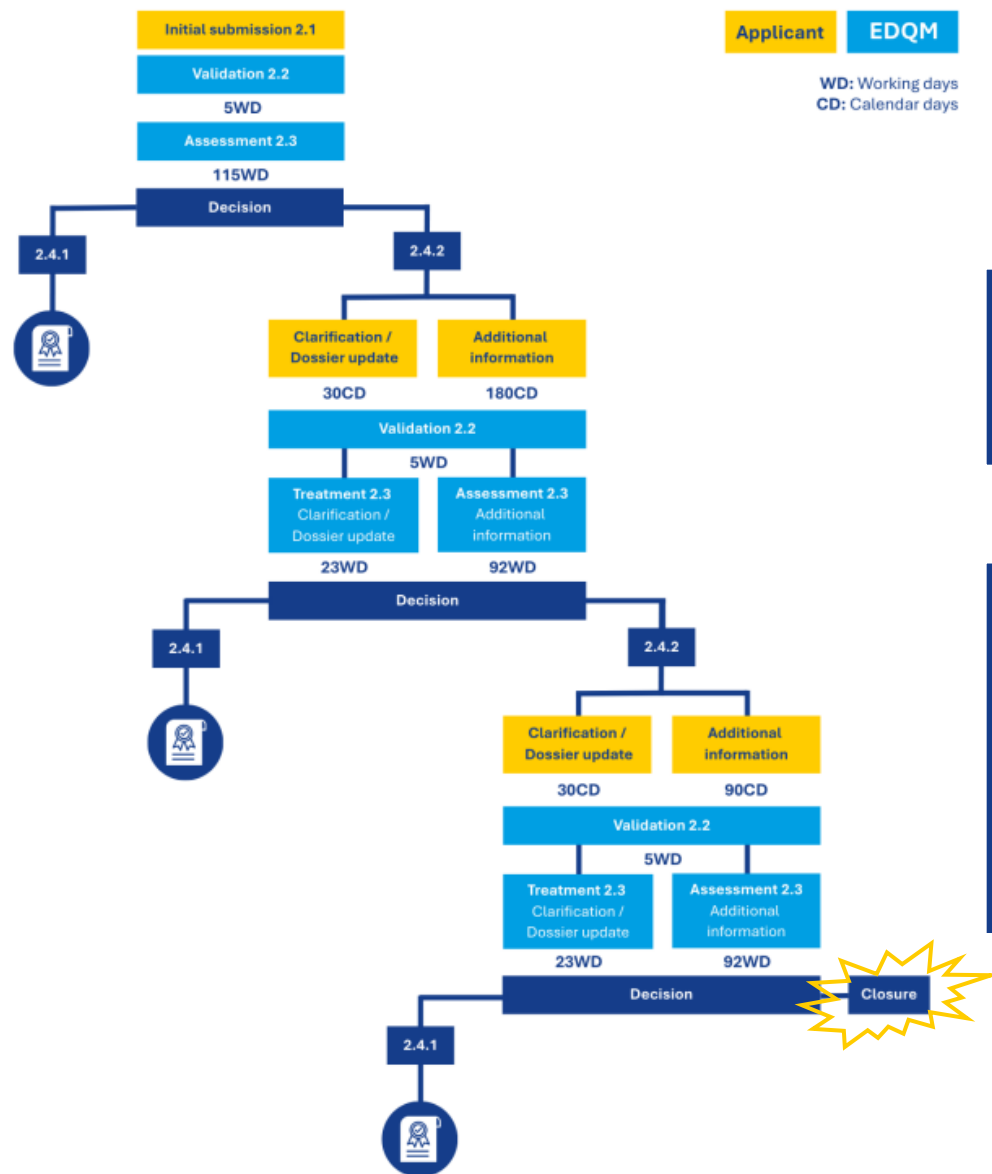 Initial submission 2.1
Applicant
EDQM
Validation 2.2
WD: Working days
CD: Calendar days
5WD
Assessment 2.3
115WD
Decision
2.4.1
2.4.2
Clarification /
Dossier update
Additional
information
30CD
180CD
Validation 2.2
5WD
Treatment 2.3
Clarification /
Dossier update
Assessment 2.3
Additional
information
23WD
92WD
Decision
2.4.1
2.4.2
Clarification /
Dossier update
Additional
information
30CD
90CD
Validation 2.2
5WD
Treatment 2.3
Clarification /
Dossier update
Assessment 2.3
Additional
information
23WD
92WD
Decision
Closure
2.4.1